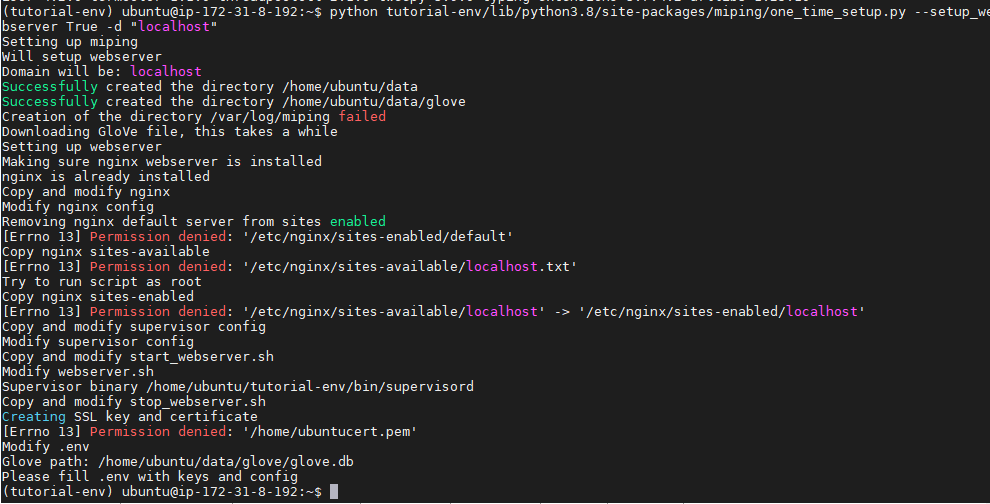 (tutorial-env) ubuntu@ip-172-31-8-192:~$ python tutorial-env/lib/python3.8/site-packages/miping/one_time_setup.py --setup_we
bserver True -d "localhost"
Setting up miping
Will setup webserver
Domain will be: localhost
Successfully created the directory /home/ubuntu/data
Successfully created the directory /home/ubuntu/data/glove
Creation of the directory /var/log/miping failed
Downloading GloVe file, this takes a while
Setting up webserver
Making sure nginx webserver is installed
nginx is already installed
Copy and modify nginx
Modify nginx config
Removing nginx default server from sites enabled
[Errno 13] Permission denied: '/etc/nginx/sites-enabled/default'
Copy nginx sites-available
[Errno 13] Permission denied: '/etc/nginx/sites-available/localhost.txt'
Try to run script as root
Copy nginx sites-enabled
[Errno 13] Permission denied: '/etc/nginx/sites-available/localhost' -> '/etc/nginx/sites-enabled/localhost'
Copy and modify supervisor config
Modify supervisor config
Copy and modify start_webserver.sh
Modify webserver.sh
Supervisor binary /home/ubuntu/tutorial-env/bin/supervisord
Copy and modify stop_webserver.sh
Creating SSL key and certificate
[Errno 13] Permission denied: '/home/ubuntucert.pem'
Modify .env
Glove path: /home/ubuntu/data/glove/glove.db
Please fill .env with keys and config
(tutorial-env) ubuntu@ip-172-31-8-192:~$